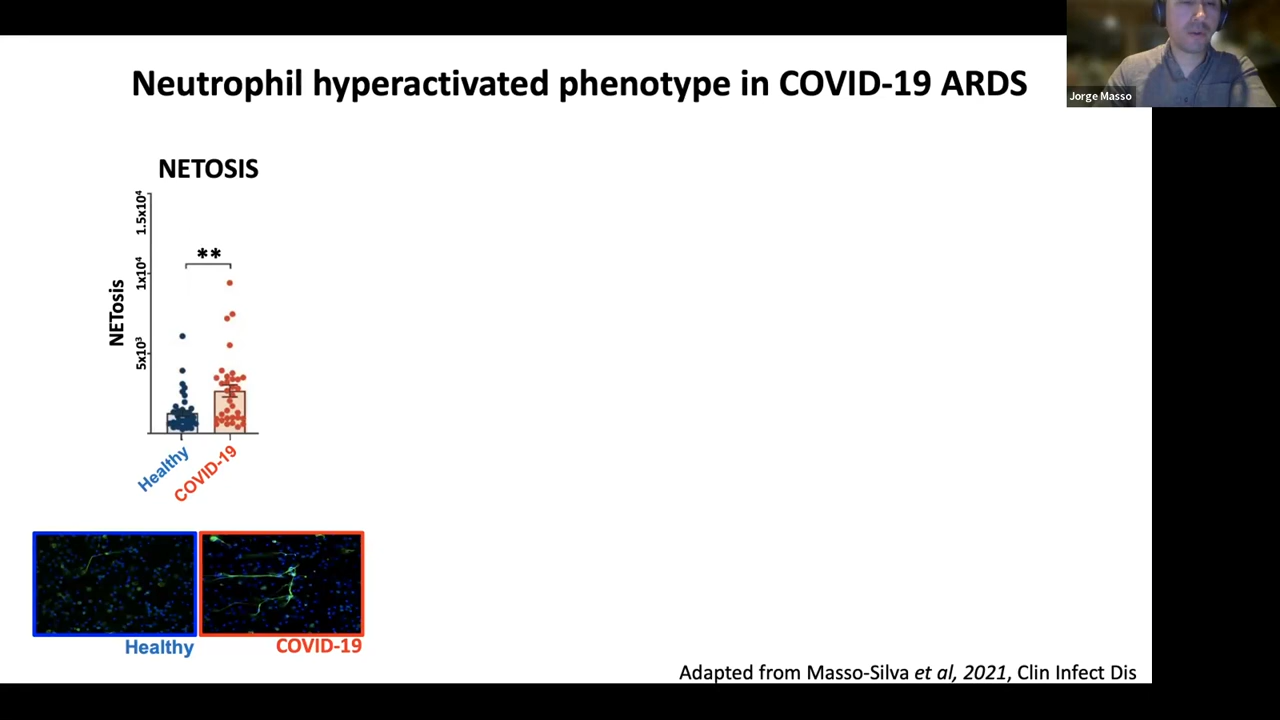 Neutrophil hyperactivated phenotype in COVID-19 ARDS
Jorge Masso
NETOSIS
NETosis
1.5x10⁴
1x10⁴
5x10³
**
Healthy
COVID-19
Healthy
COVID-19
Adapted from Masso-Silva et al, 2021, Clin Infect Dis